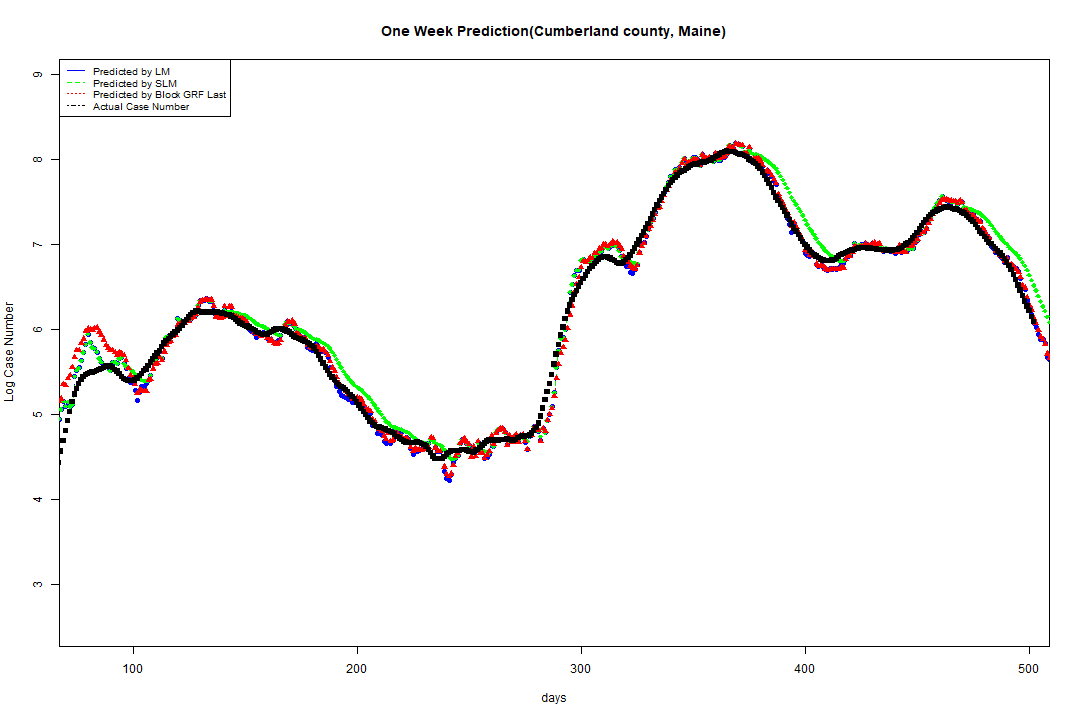 One Week Prediction(Cumberland county, Maine)
Predicted by LM
Predicted by SLM
Predicted by Block GRF Last
Actual Case Number
9
8
7
6
5
4
3
Log Case Number
100 200 300 400 500
days